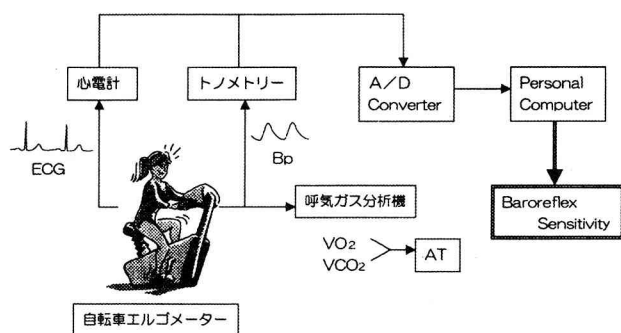 心電計
トノメトリー
A/D
Converter
Personal
Computer
ECG
Bp
呼気ガス分析機
Baroreflex
Sensitivity
VO2
VCO2
AT
自転車エルゴメーター